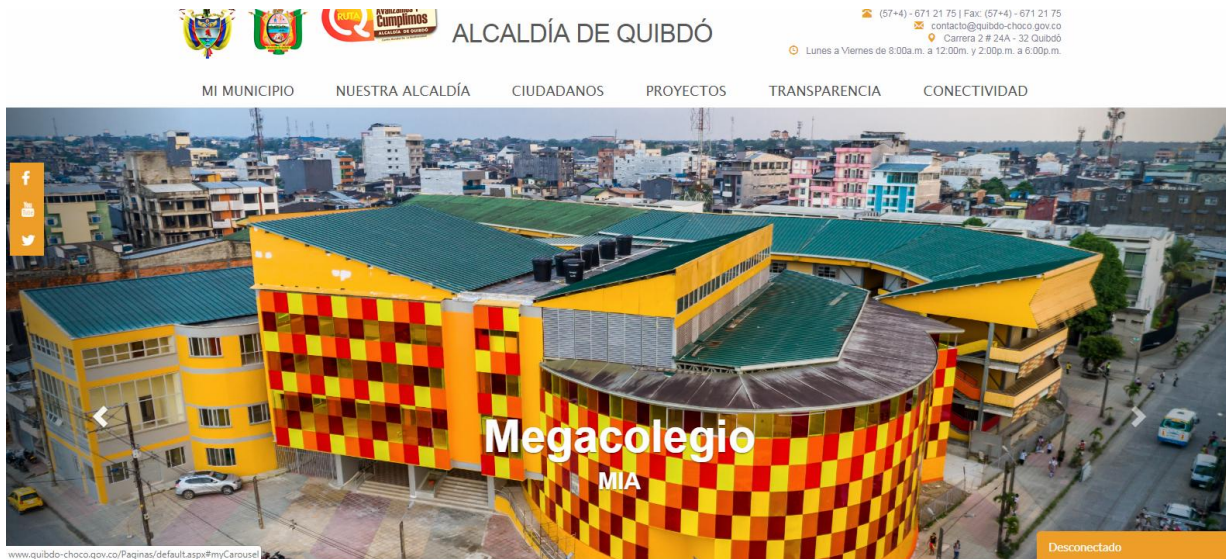 RUTA
Avanzamos y
Cumplimos
ALCALDÍA DE QUIBDÓ
ALCALDÍA DE QUIBDÓ
(57+4) - 671 21 75 | Fax: (57+4) - 671 21 75
contacto@quibdo-choco.gov.co
Carrera 2 # 24A - 32 Quibdó
Lunes a Viernes de 8:00a.m. a 12:00m. y 2:00p.m. a 6:00p.m.
MI MUNICIPIO NUESTRA ALCALDÍA CIUDADANOS PROYECTOS TRANSPARENCIA CONECTIVIDAD
Megacolegio
MIA
www.quibdo-choco.gov.co/Paginas/default.aspx#myCarousel
Desconectado